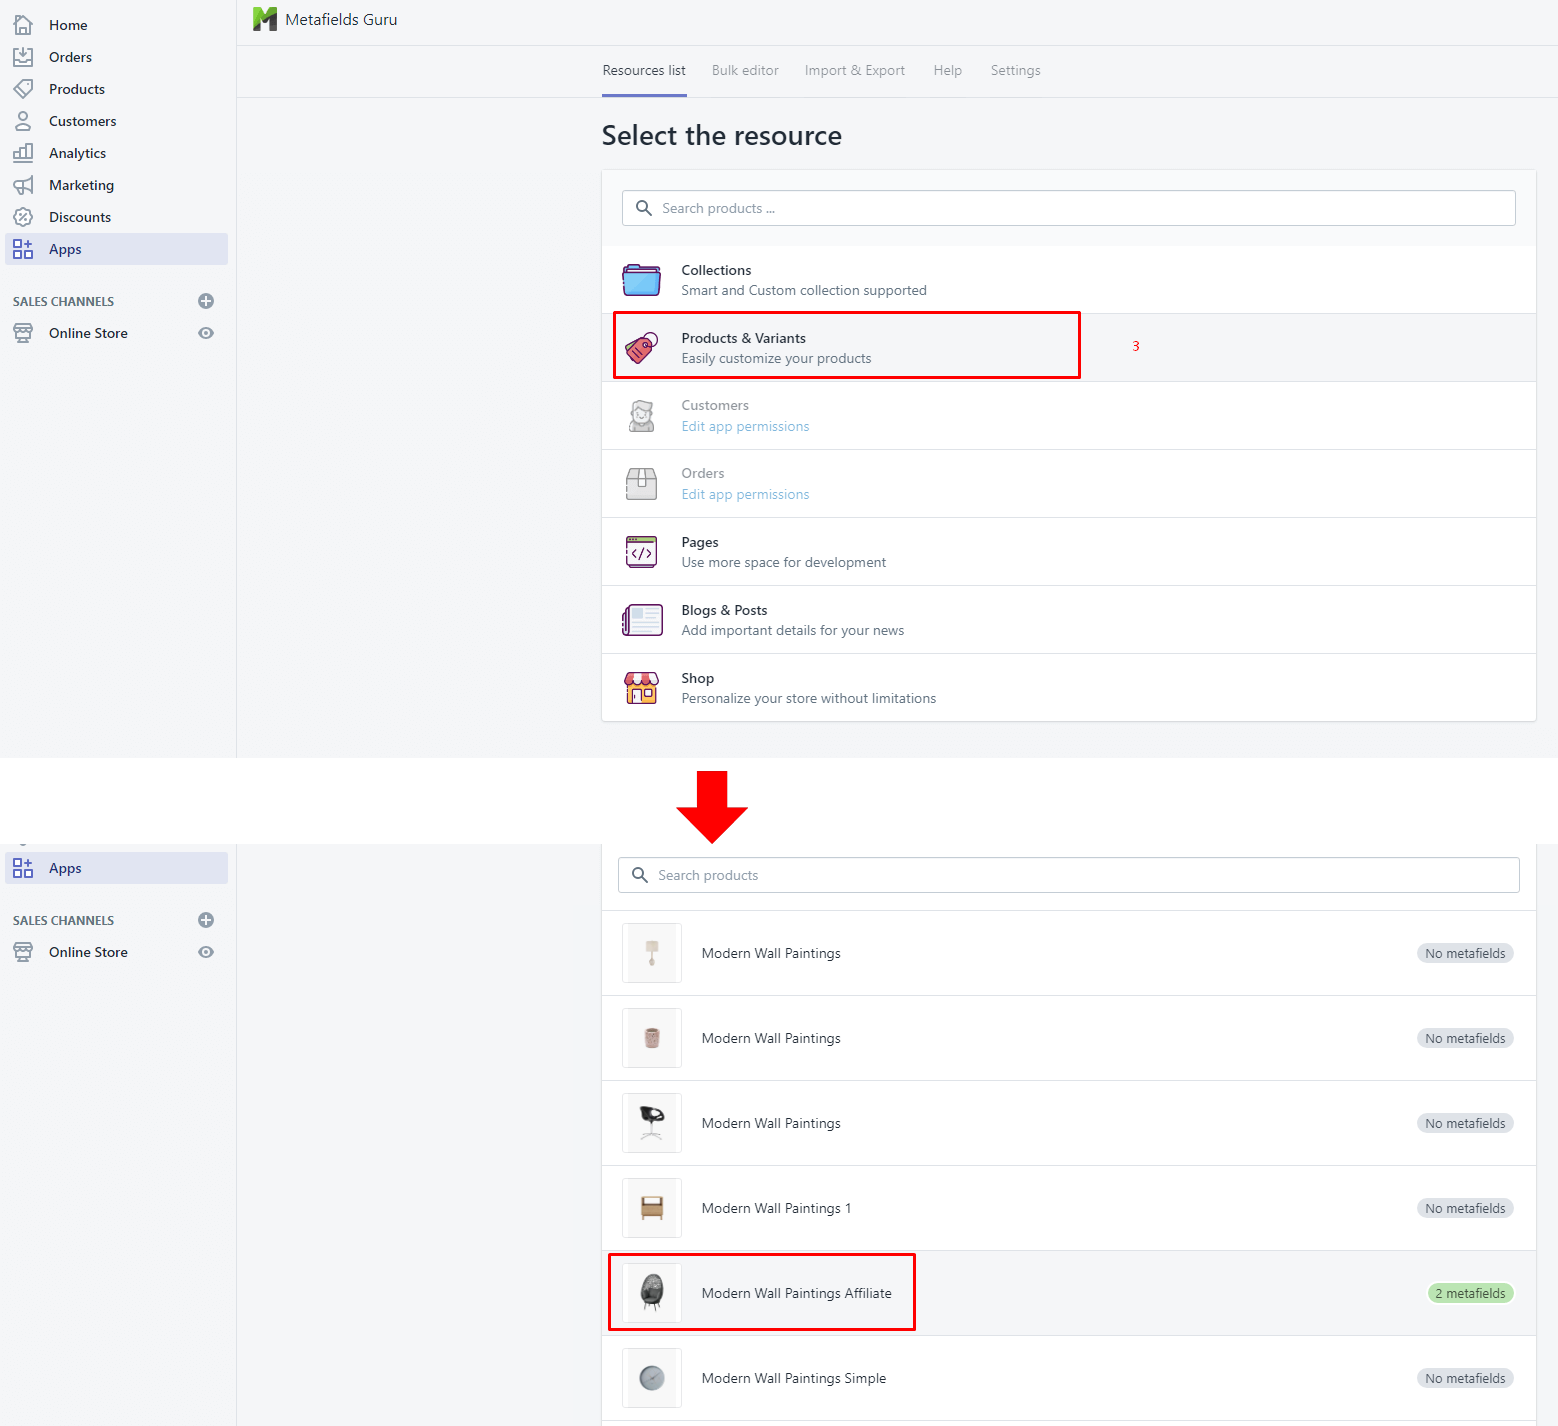 Metafields Guru
Home
Orders
Products
Customers
Analytics
Marketing
Discounts
Apps
SALES CHANNELS
Online Store
Resources list Bulk editor Import & Export Help Settings
Select the resource
Search products ...
Collections
Smart and Custom collection supported
Products & Variants
Easily customize your products
3
Customers
Edit app permissions
Orders
Edit app permissions
Pages
Use more space for development
Blogs & Posts
Add important details for your news
Shop
Personalize your store without limitations
Apps
SALES CHANNELS
Online Store
Search products
Modern Wall Paintings No metafields
Modern Wall Paintings No metafields
Modern Wall Paintings No metafields
Modern Wall Paintings 1 No metafields
Modern Wall Paintings Affiliate 2 metafields
Modern Wall Paintings Simple No metafields